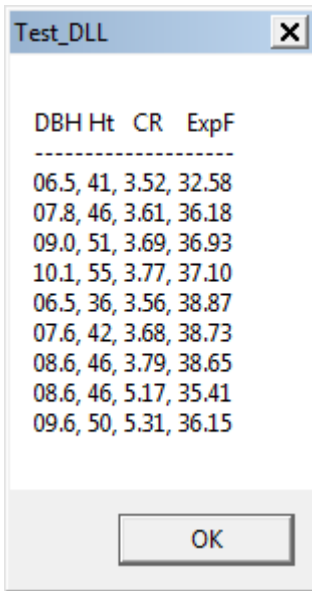 Test_DLL
DBH Ht CR ExpF
--------------------
06.5, 41, 3.52, 32.58
07.8, 46, 3.61, 36.18
09.0, 51, 3.69, 36.93
10.1, 55, 3.77, 37.10
06.5, 36, 3.56, 38.87
07.6, 42, 3.68, 38.73
08.6, 46, 3.79, 38.65
08.6, 46, 5.17, 35.41
09.6, 50, 5.31, 36.15
OK